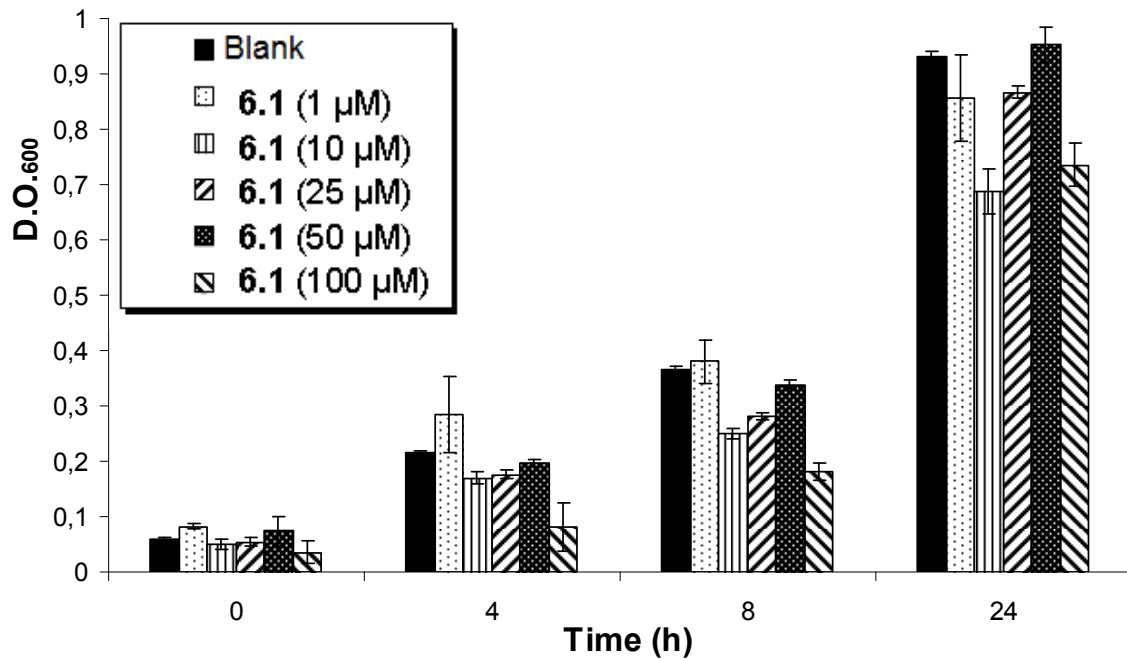 1
0,9
0,8
0,7
0,6
0,5
0,4
0,3
0,2
0,1
0
D.O.600
Blank
6.1 (1 µM)
6.1 (10 µM)
6.1 (25 µM)
6.1 (50 µM)
6.1 (100 µM)
0 4 8 24
Time (h)